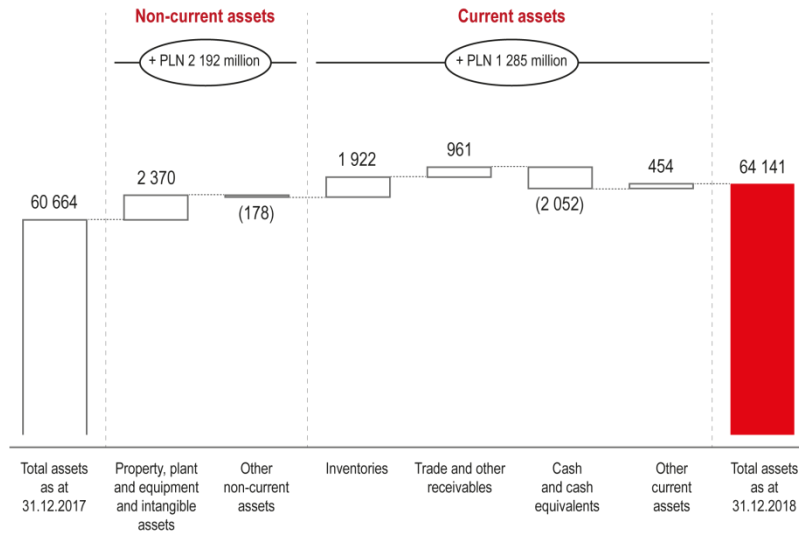 Non-current assets
Current assets
+ PLN 2 192 million
+ PLN 1 285 million
60 664
2 370
(178)
1 922
961
(2 052)
454
64 141
Total assets
as at
31.12.2017
Property, plant
and equipment
and intangible
assets
Other
non-current
assets
Inventories
Trade and other
receivables
Cash
and cash
equivalents
Other
current
assets
Total assets
as at
31.12.2018